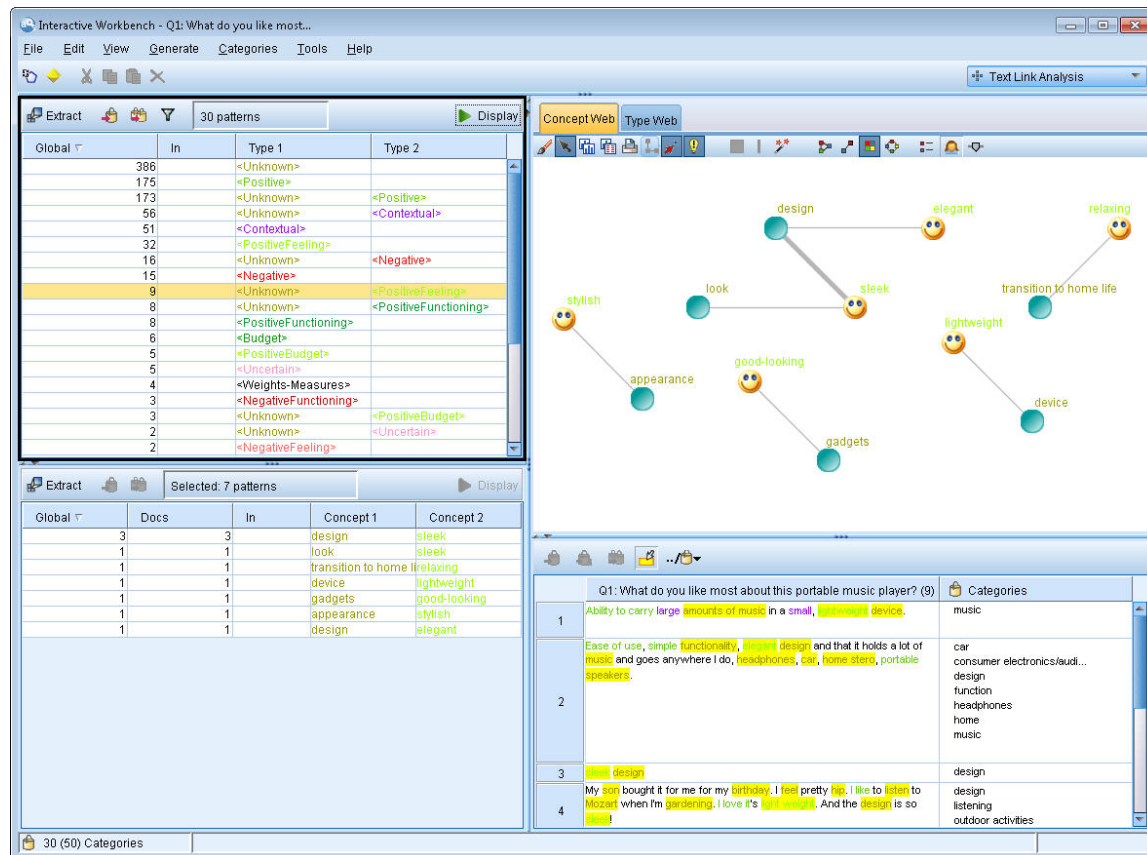 Interactive Workbench - Q1: What do you like most...
File Edit View Generate Categories Tools Help
Text Link Analysis
Extract 30 patterns Display
Global In Type 1 Type 2
386 <Unknown>
175 <Positive>
173 <Unknown> <Positive>
56 <Unknown> <Contextual>
51 <Contextual>
32 <PositiveFeeling>
16 <Unknown> <Negative>
15 <Negative>
9 <Unknown> <PositiveFeeling>
8 <Unknown> <PositiveFunctioning>
8 <PositiveFunctioning>
6 <Budget>
5 <PositiveBudget>
5 <Uncertain>
4 <Weights-Measures>
3 <NegativeFunctioning>
3 <Unknown> <PositiveBudget>
2 <Unknown> <Uncertain>
2 <NegativeFeeling>
Extract Selected: 7 patterns Display
Global Docs In Concept 1 Concept 2
3 3 design sleek
1 1 look sleek
1 1 transition to home li relaxing
1 1 device lightweight
1 1 gadgets good-looking
1 1 appearance stylish
1 1 design elegant
Concept Web Type Web
design elegant relaxing
look sleek transition to home life
stylish lightweight
good-looking
appearance
device
gadgets
Q1: What do you like most about this portable music player? (9) Categories
1 Ability to carry large amounts of music in a small, lightweight device. music
2 Ease of use, simple functionality, elegant design and that it holds a lot of
music and goes anywhere I do, headphones, car, home stero, portable
speakers.
car
consumer electronics/audi...
design
function
headphones
home
music
3 sleek design design
4 My son bought it for me for my birthday. I feel pretty hip. I like to listen to
Mozart when I'm gardening. I love it's light weight. And the design is so
sleek!
design
listening
outdoor activities
30 (50) Categories